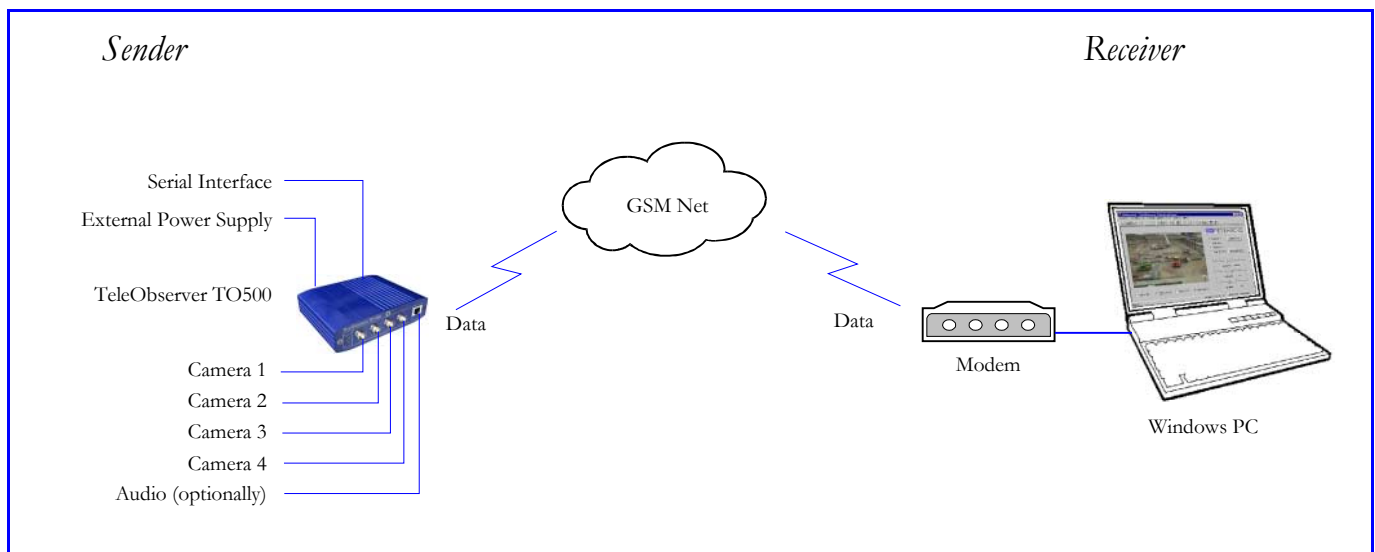 Sender
Receiver
Serial Interface
External Power Supply
TeleObserver TO500
Camera 1
Camera 2
Camera 3
Camera 4
Audio (optionally)
Data
GSM Net
Data
Modem
Windows PC